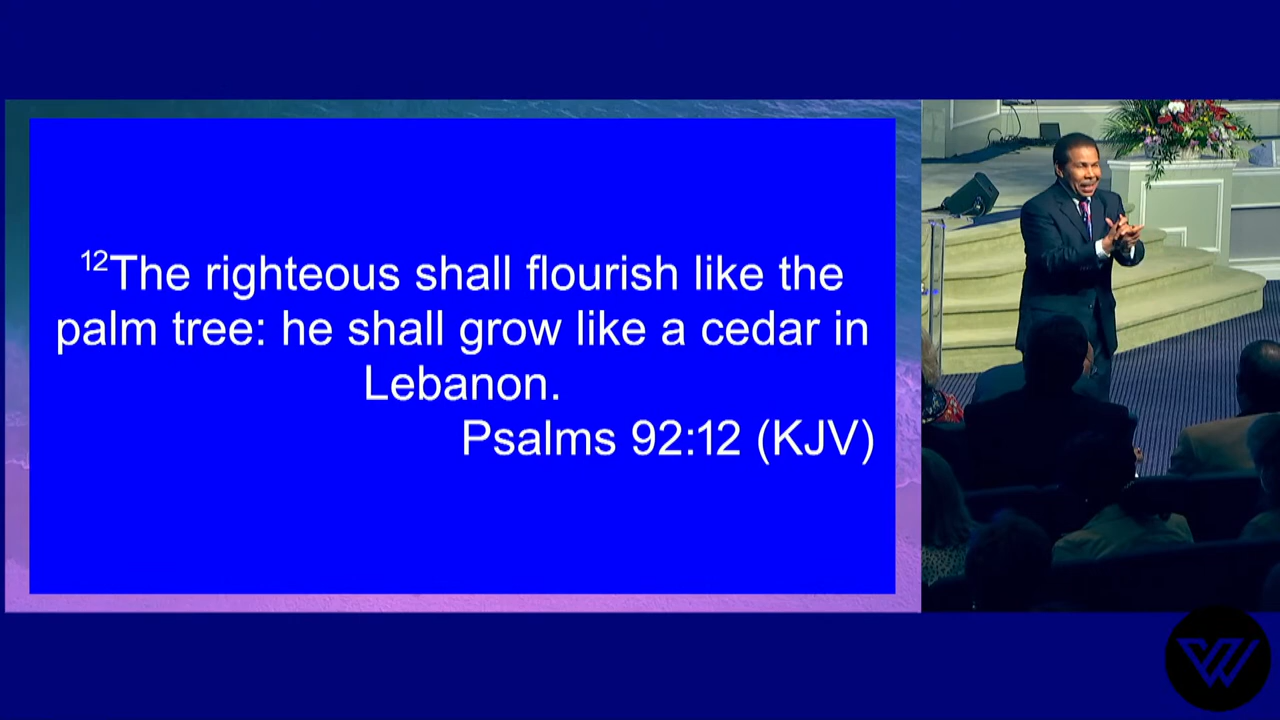 12The righteous shall flourish like the
palm tree: he shall grow like a cedar in
Lebanon.
Psalms 92:12 (KJV)